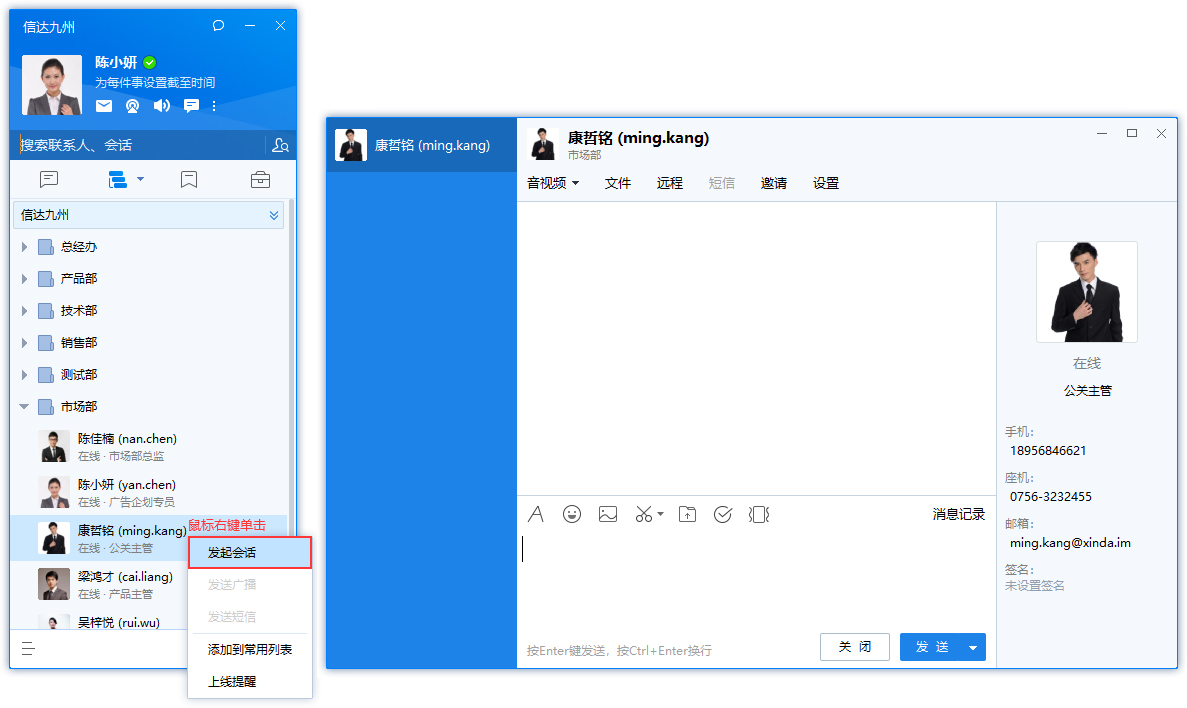 信达九州
陈小妍
为每件事设置截至时间
搜索联系人、会话
信达九州
总经办
产品部
技术部
销售部
测试部
市场部
陈佳楠 (nan.chen)
在线 · 市场部总监
陈小妍 (yan.chen)
在线 · 广告企划专员
康哲铭 (ming.kang)
鼠标右键单击
在线 · 公关主管
梁鸿才 (cai.liang)
在线 · 产品主管
吴梓悦 (rui.wu)
发起会话
发送广播
发送短信
添加到常用列表
上线提醒
康哲铭 (ming.kang)
康哲铭 (ming.kang)
市场部
音视频 文件 远程 短信 邀请 设置
消息记录
按Enter键发送，按Ctrl+Enter换行
关 闭
发 送
在线
公关主管
手机：
18956846621
座机：
0756-3232455
邮箱：
ming.kang@xinda.im
签名：
未设置签名